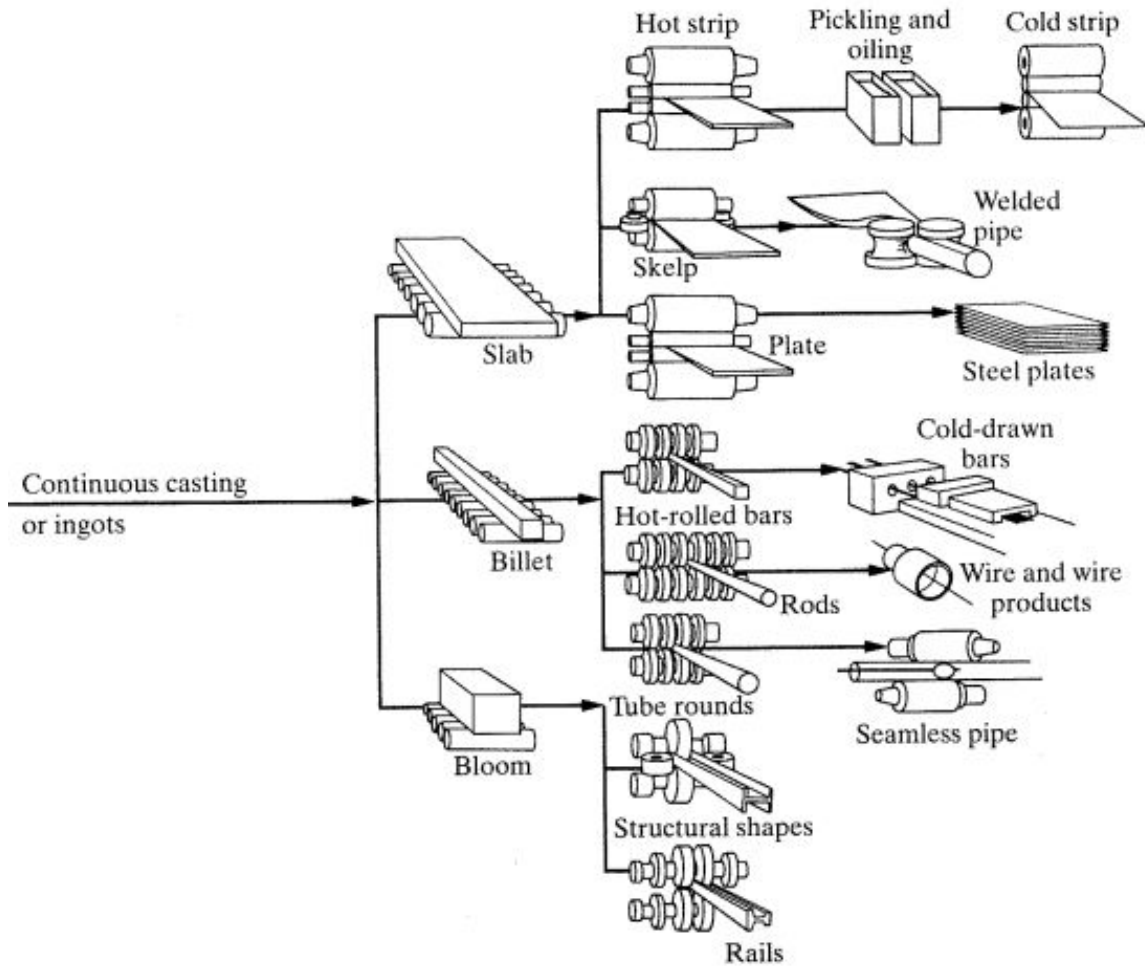 Hot strip
Pickling and
oiling
Cold strip
Skelp
Welded
pipe
Slab
Plate
Steel plates
Continuous casting
or ingots
Billet
Hot-rolled bars
Cold-drawn
bars
Rods
Wire and wire
products
Tube rounds
Seamless pipe
Bloom
Structural shapes
Rails